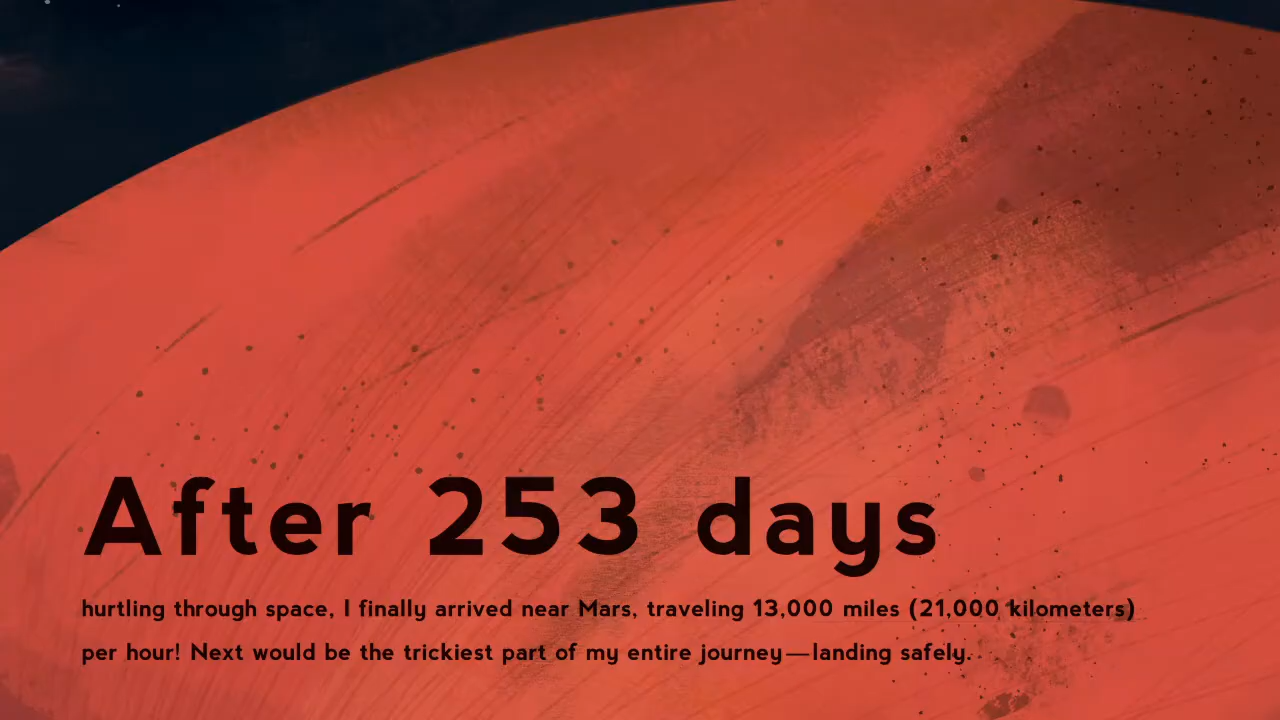 After 253 days
hurtling through space, I finally arrived near Mars, traveling 13,000 miles (21,000 kilometers)
per hour! Next would be the trickiest part of my entire journey—landing safely.